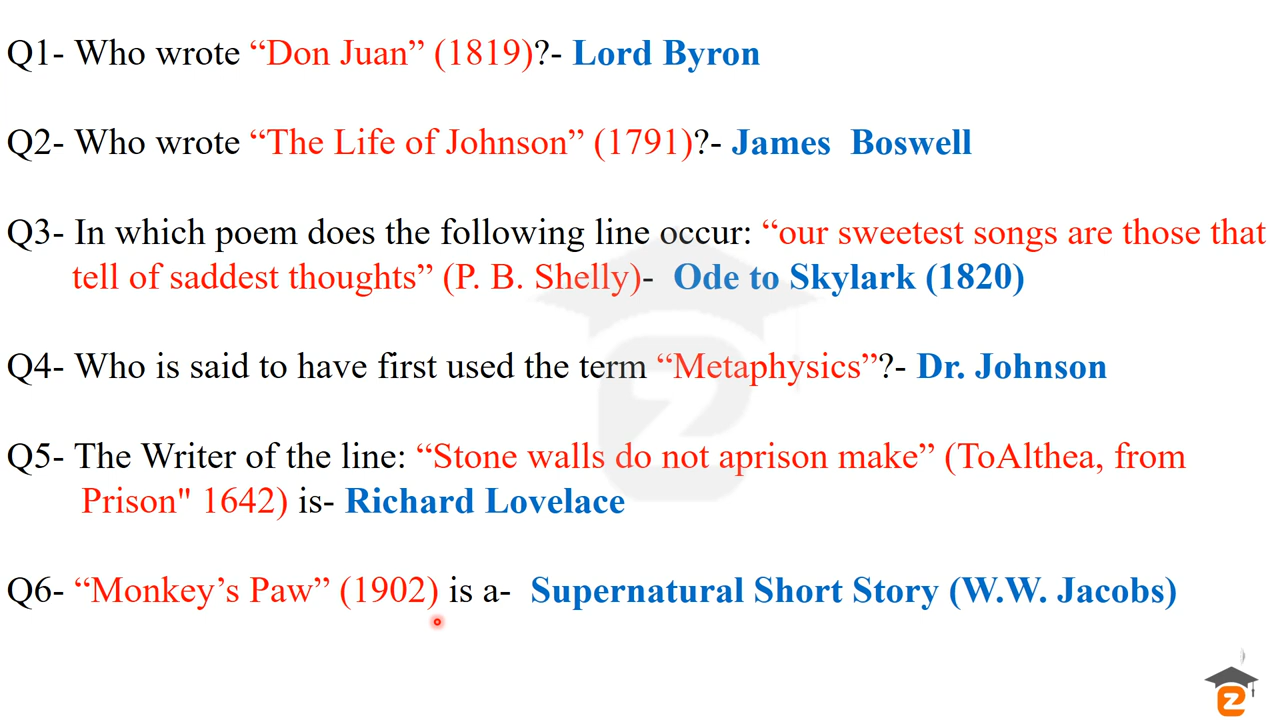 Q1- Who wrote “Don Juan” (1819)?- Lord Byron
Q2- Who wrote “The Life of Johnson” (1791)?- James Boswell
Q3- In which poem does the following line occur: “our sweetest songs are those that
tell of saddest thoughts” (P. B. Shelly)- Ode to Skylark (1820)
Q4- Who is said to have first used the term “Metaphysics”?- Dr. Johnson
Q5- The Writer of the line: “Stone walls do not aprison make” (ToAlthea, from
Prison" 1642) is- Richard Lovelace
Q6- “Monkey’s Paw” (1902) is a- Supernatural Short Story (W.W. Jacobs)